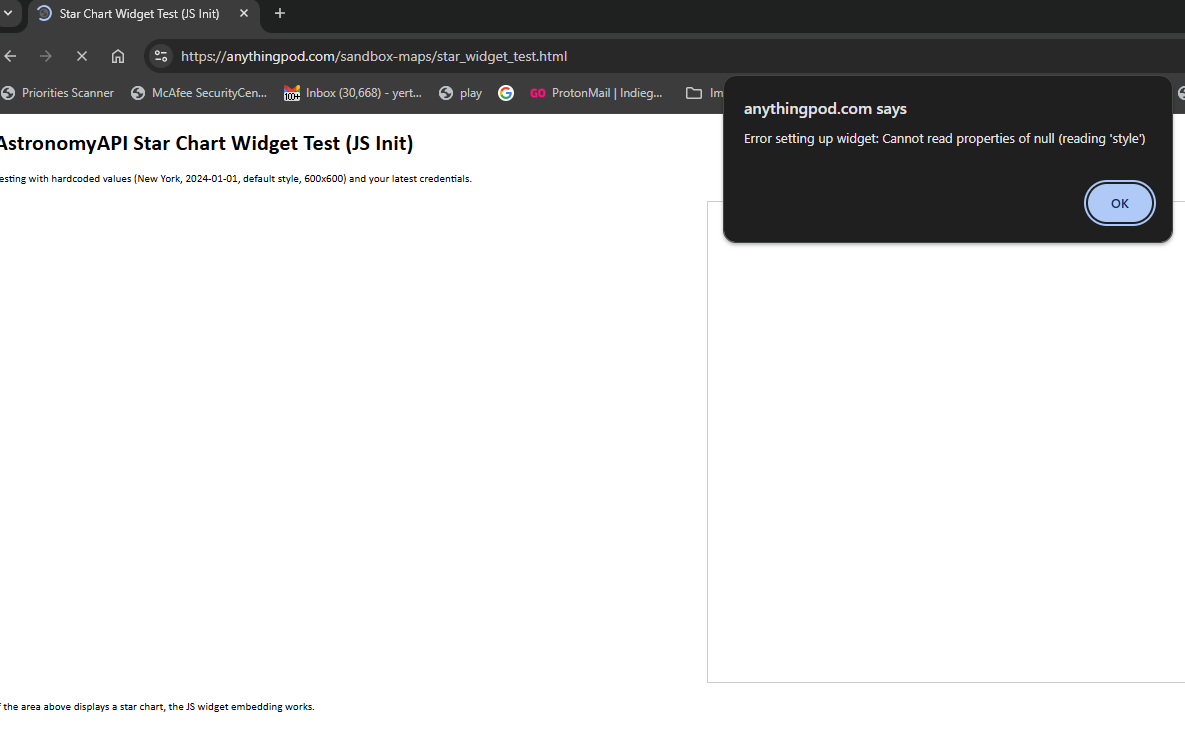 Star Chart Widget Test (JS Init)
https://anythingpod.com/sandbox-maps/star_widget_test.html
Priorities Scanner
McAfee SecurityCen...
100+
Inbox (30,668) - yert...
play
G
GO
ProtonMail | Indieg...
Im
anythingpod.com says
Error setting up widget: Cannot read properties of null (reading 'style')
OK
AstronomyAPI Star Chart Widget Test (JS Init)
esting with hardcoded values (New York, 2024-01-01, default style, 600x600) and your latest credentials.
f the area above displays a star chart, the JS widget embedding works.